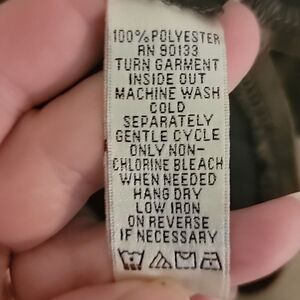 100% POLYESTER
RN 90133
TURN GARMENT
INSIDE OUT
MACHINE WASH
COLD
SEPARATELY
GENTLE CYCLE
ONLY NON-
CHLORINE BLEACH
WHEN NEEDED
HANG DRY
LOW IRON
ON REVERSE
IF NECESSARY